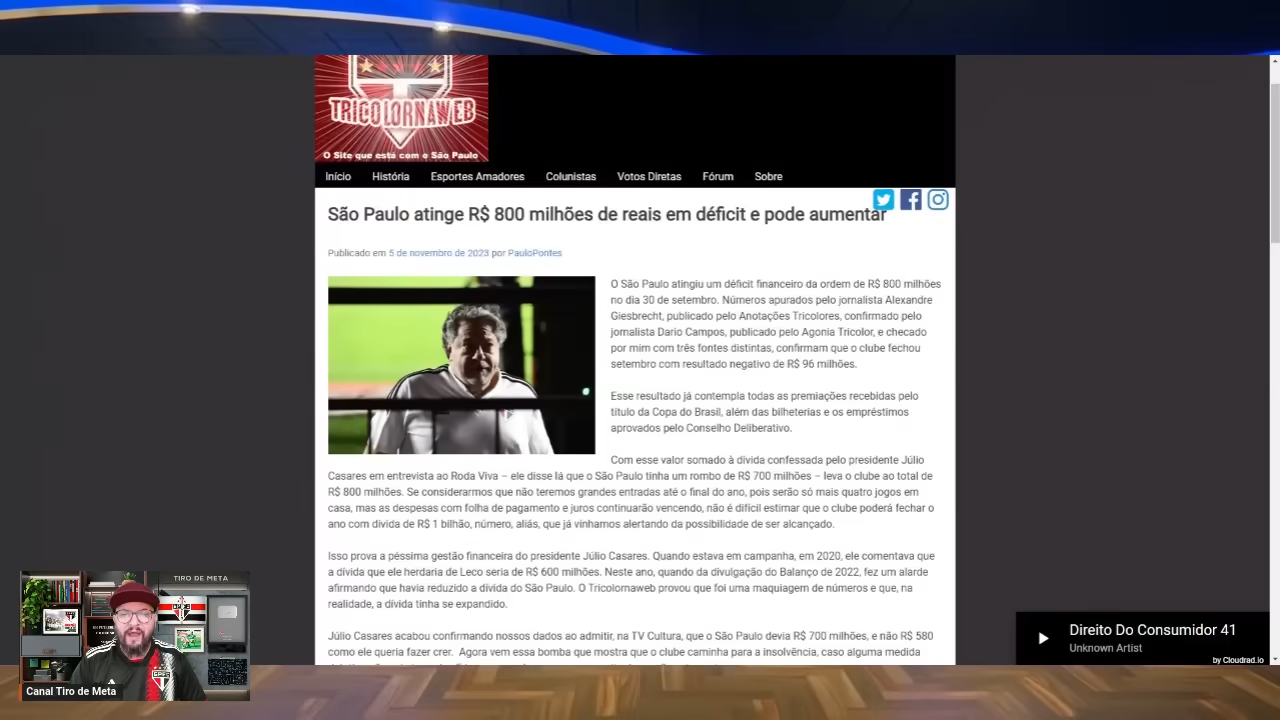 TRICOLORNAWEB
O Site que está com o São Paulo
Início História Esportes Amadores Colunistas Votos Diretas Fórum Sobre
São Paulo atinge R$ 800 milhões de reais em déficit e pode aumentar
Publicado em 5 de novembro de 2023 por PauloPontes
O São Paulo atingiu um déficit financeiro da ordem de R$ 800 milhões
no dia 30 de setembro. Números apurados pelo jornalista Alexandre
Giesbrecht, publicado pelo Anotações Tricolores, confirmado pelo
jornalista Dario Campos, publicado pelo Agonia Tricolor, e checado
por mim com três fontes distintas, confirmam que o clube fechou
setembro com resultado negativo de R$ 96 milhões.
Esse resultado já contempla todas as premiações recebidas pelo
título da Copa do Brasil, além das bilheterias e os empréstimos
aprovados pelo Conselho Deliberativo.
Com esse valor somado à dívida confessada pelo presidente Júlio
Casares em entrevista ao Roda Viva – ele disse lá que o São Paulo tinha um rombo de R$ 700 milhões – leva o clube ao total de
R$ 800 milhões. Se considerarmos que não teremos grandes entradas até o final do ano, pois serão só mais quatro jogos em
casa, mas as despesas com folha de pagamento e juros continuarão vencendo, não é difícil estimar que o clube poderá fechar o
ano com dívida de R$ 1 bilhão, número, aliás, que já vínhamos alertando da possibilidade de ser alcançado.
Isso prova a péssima gestão financeira do presidente Júlio Casares. Quando estava em campanha, em 2020, ele comentava que
a dívida que ele herdaria de Leco seria de R$ 600 milhões. Neste ano, quando da divulgação do Balanço de 2022, fez um alarde
afirmando que havia reduzido a dívida do São Paulo. O Tricolornaweb provou que foi uma maquiagem de números e que, na
realidade, a dívida tinha se expandido.
Júlio Casares acabou confirmando nossos dados ao admitir, na TV Cultura, que o São Paulo devia R$ 700 milhões, e não R$ 580
como ele queria fazer crer. Agora vem essa bomba que mostra que o clube caminha para a insolvência, caso alguma medida
TIRO DE META
Canal Tiro de Meta
Direito Do Consumidor 41
Unknown Artist
by Cloudrad.io